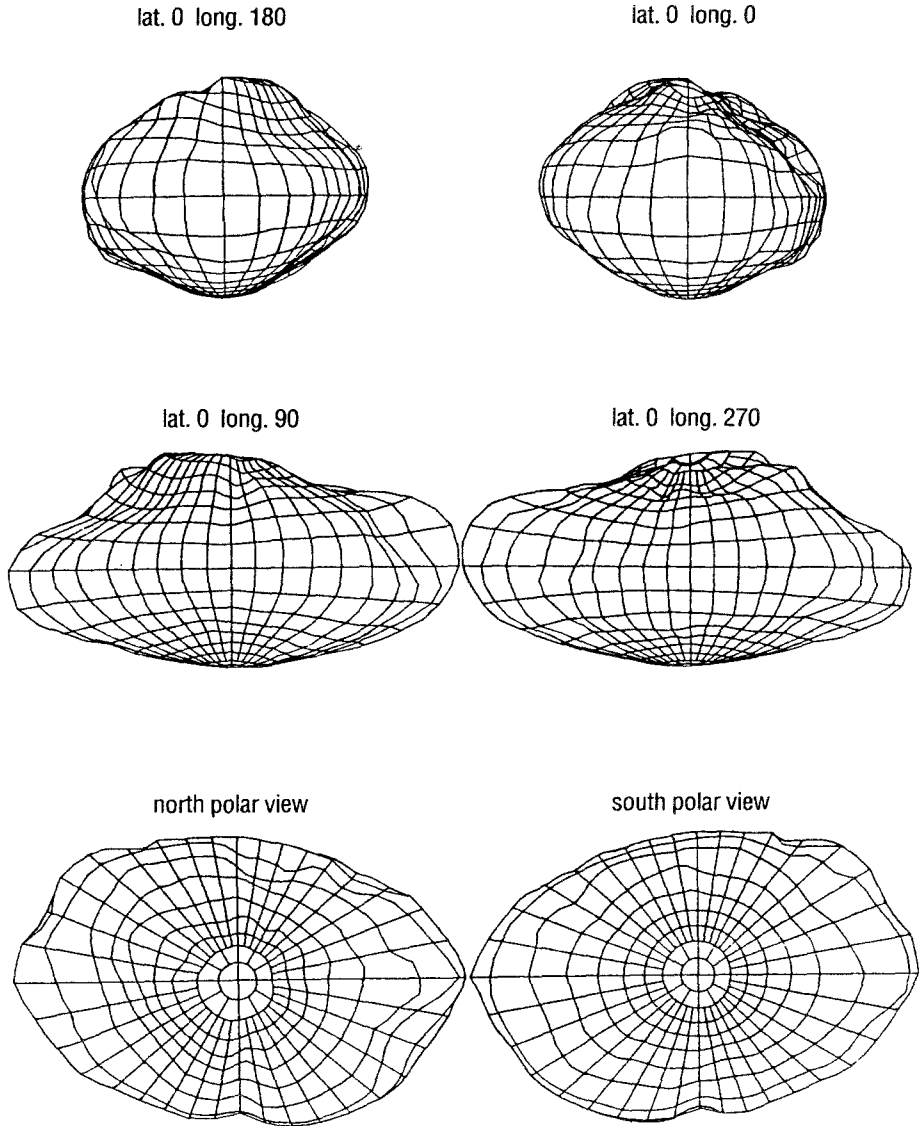 lat. 0 long. 180
lat. 0 long. 0
lat. 0 long. 90
lat. 0 long. 270
north polar view
south polar view